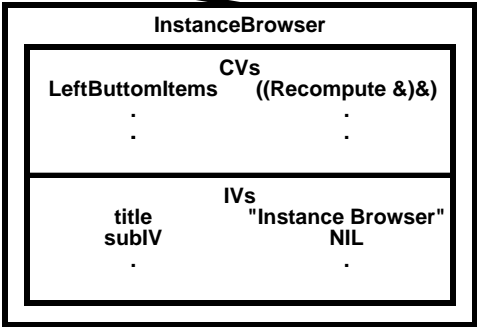 InstanceBrowser
CVs
LeftButtomItems ((Recompute &)&)
. .
. .
IVs
title "Instance Browser"
subIV NIL
. .